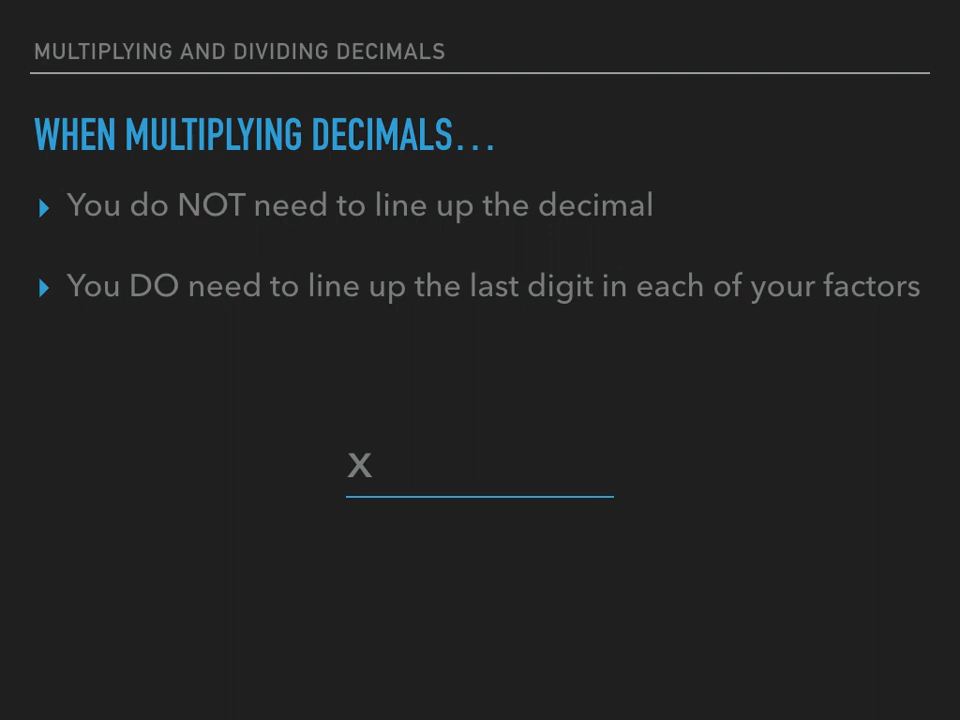 MULTIPLYING AND DIVIDING DECIMALS
WHEN MULTIPLYING DECIMALS...
▸ You do NOT need to line up the decimal
▸ You DO need to line up the last digit in each of your factors
x